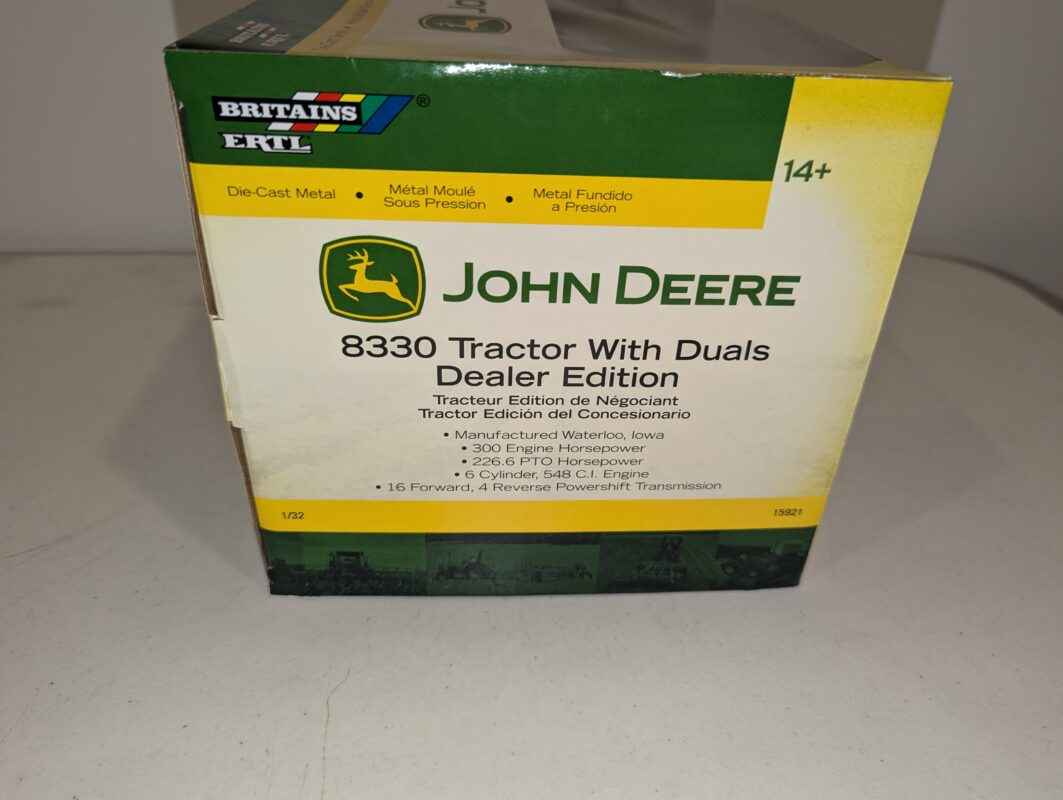 JO
BRITAINS ®
ERTL
14+
Die-Cast Metal • Métal Moulé Sous Pression • Metal Fundido a Presión
JOHN DEERE
8330 Tractor With Duals
Dealer Edition
Tracteur Edition de Négociant
Tractor Edición del Concesionario
• Manufactured Waterloo, Iowa
• 300 Engine Horsepower
• 226.6 PTO Horsepower
• 6 Cylinder, 548 C.I. Engine
• 16 Forward, 4 Reverse Powershift Transmission
1/32 15921